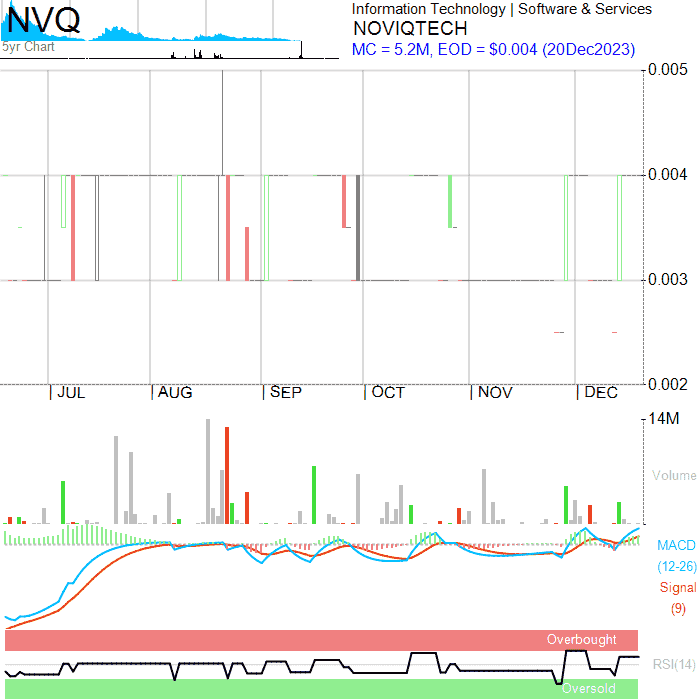 NVQ
5yr Chart
Information Technology | Software & Services
NOVIQTECH
MC = 5.2M, EOD = $0.004 (20Dec2023)
0.005
0.004
0.003
0.002
| JUL | AUG | SEP | OCT | NOV | DEC
14M
Volume
MACD
(12-26)
Signal
(9)
Overbought
RSI(14)
Oversold